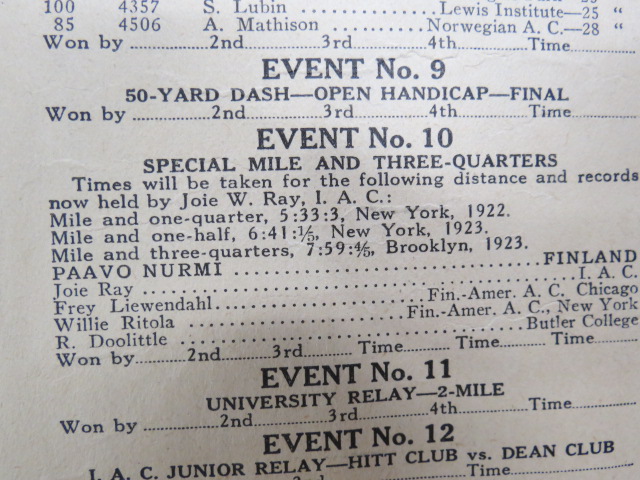 100 4357 S. Lubin .............. Lewis Institute—25 "
85 4506 A. Mathison .............. Norwegian A. C.—28 "
Won by .............. 2nd .............. 3rd .............. 4th .............. Time ..............
EVENT No. 9
50-YARD DASH—OPEN HANDICAP—FINAL
Won by .............. 2nd .............. 3rd .............. 4th .............. Time ..............
EVENT No. 10
SPECIAL MILE AND THREE-QUARTERS
Times will be taken for the following distance and records
now held by Joie W. Ray, I. A. C.:
Mile and one-quarter, 5:33:3, New York, 1922.
Mile and one-half, 6:41:⅕, New York, 1923.
Mile and three-quarters, 7:59:⅘, Brooklyn, 1923.
PAAVO NURMI .............. FINLAND
Joie Ray .............. I. A. C.
Frey Liewendahl .............. Fin.-Amer. A. C. Chicago
Willie Ritola .............. Fin.-Amer. A. C., New York
R. Doolittle .............. Butler College
Won by .............. 2nd .............. 3rd .............. Time .............. Time .............. Time ..............
EVENT No. 11
UNIVERSITY RELAY—2-MILE
Won by .............. 2nd .............. 3rd .............. 4th .............. Time ..............
EVENT No. 12
I. A. C. JUNIOR RELAY—HITT CLUB vs. DEAN CLUB
Time ..............